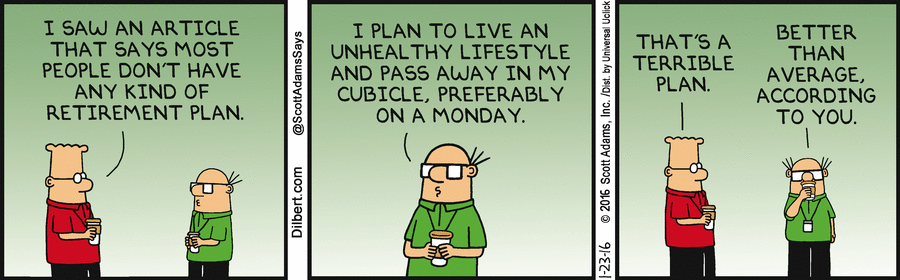 I SAW AN ARTICLE
THAT SAYS MOST
PEOPLE DON'T HAVE
ANY KIND OF
RETIREMENT PLAN.
Dilbert.com @ScottAdamsSays
I PLAN TO LIVE AN
UNHEALTHY LIFESTYLE
AND PASS AWAY IN MY
CUBICLE, PREFERABLY
ON A MONDAY.
1-23-16 © 2016 Scott Adams, Inc. /Dist. by Universal Uclick
THAT'S A
TERRIBLE
PLAN.
BETTER
THAN
AVERAGE,
ACCORDING
TO YOU.